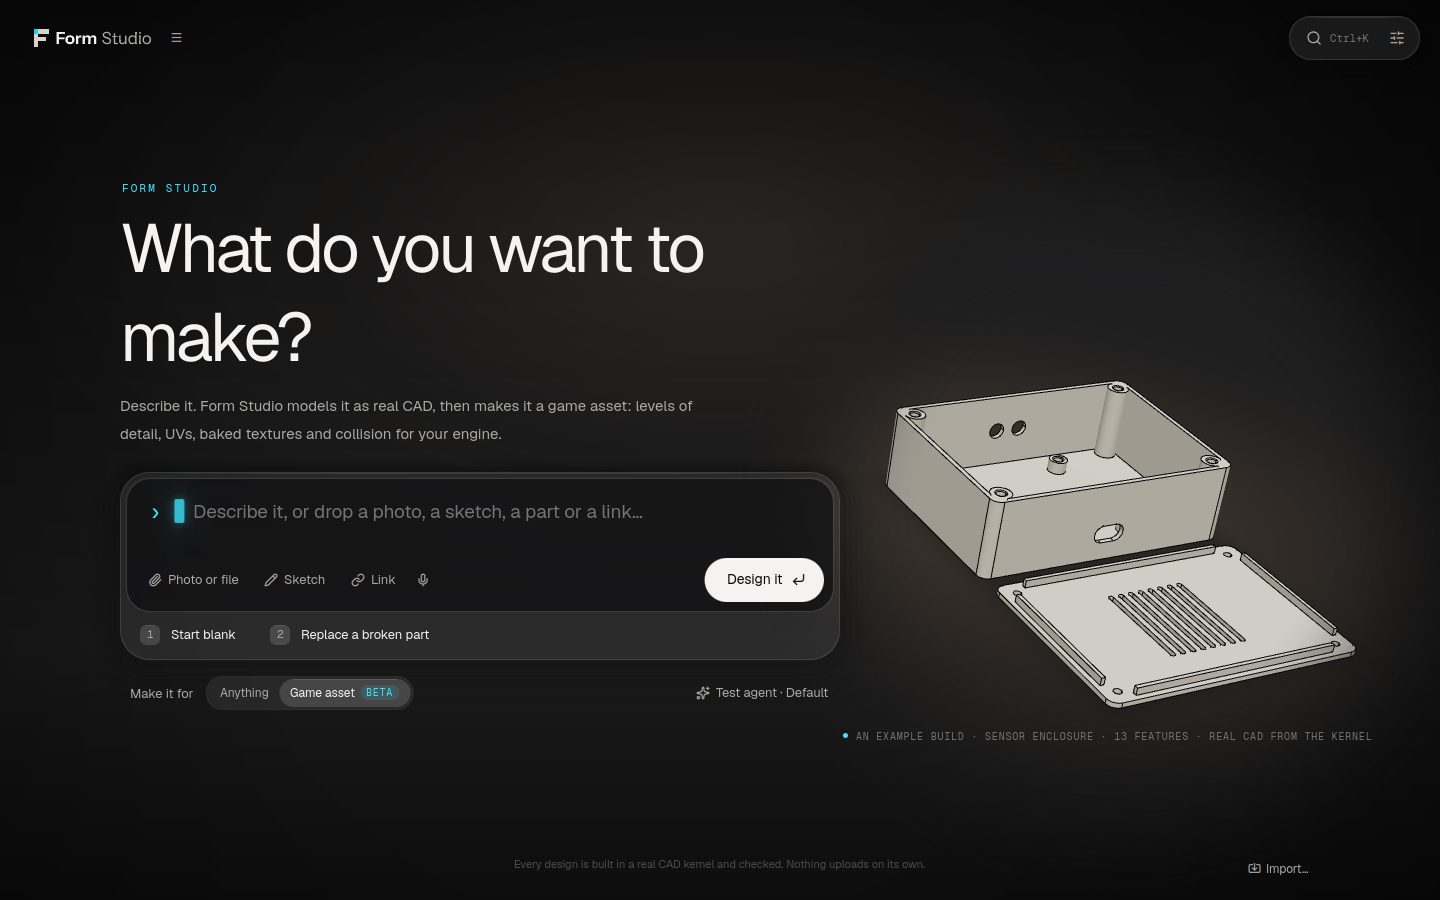 Form Studio
Ctrl+K
FORM STUDIO
What do you want to
make?
Describe it. Form Studio models it as real CAD, then makes it a game asset: levels of
detail, UVs, baked textures and collision for your engine.
› Describe it, or drop a photo, a sketch, a part or a link...
Photo or file Sketch Link Design it
1 Start blank 2 Replace a broken part
Make it for Anything Game asset BETA Test agent · Default
AN EXAMPLE BUILD · SENSOR ENCLOSURE · 13 FEATURES · REAL CAD FROM THE KERNEL
Every design is built in a real CAD kernel and checked. Nothing uploads on its own.
Import...